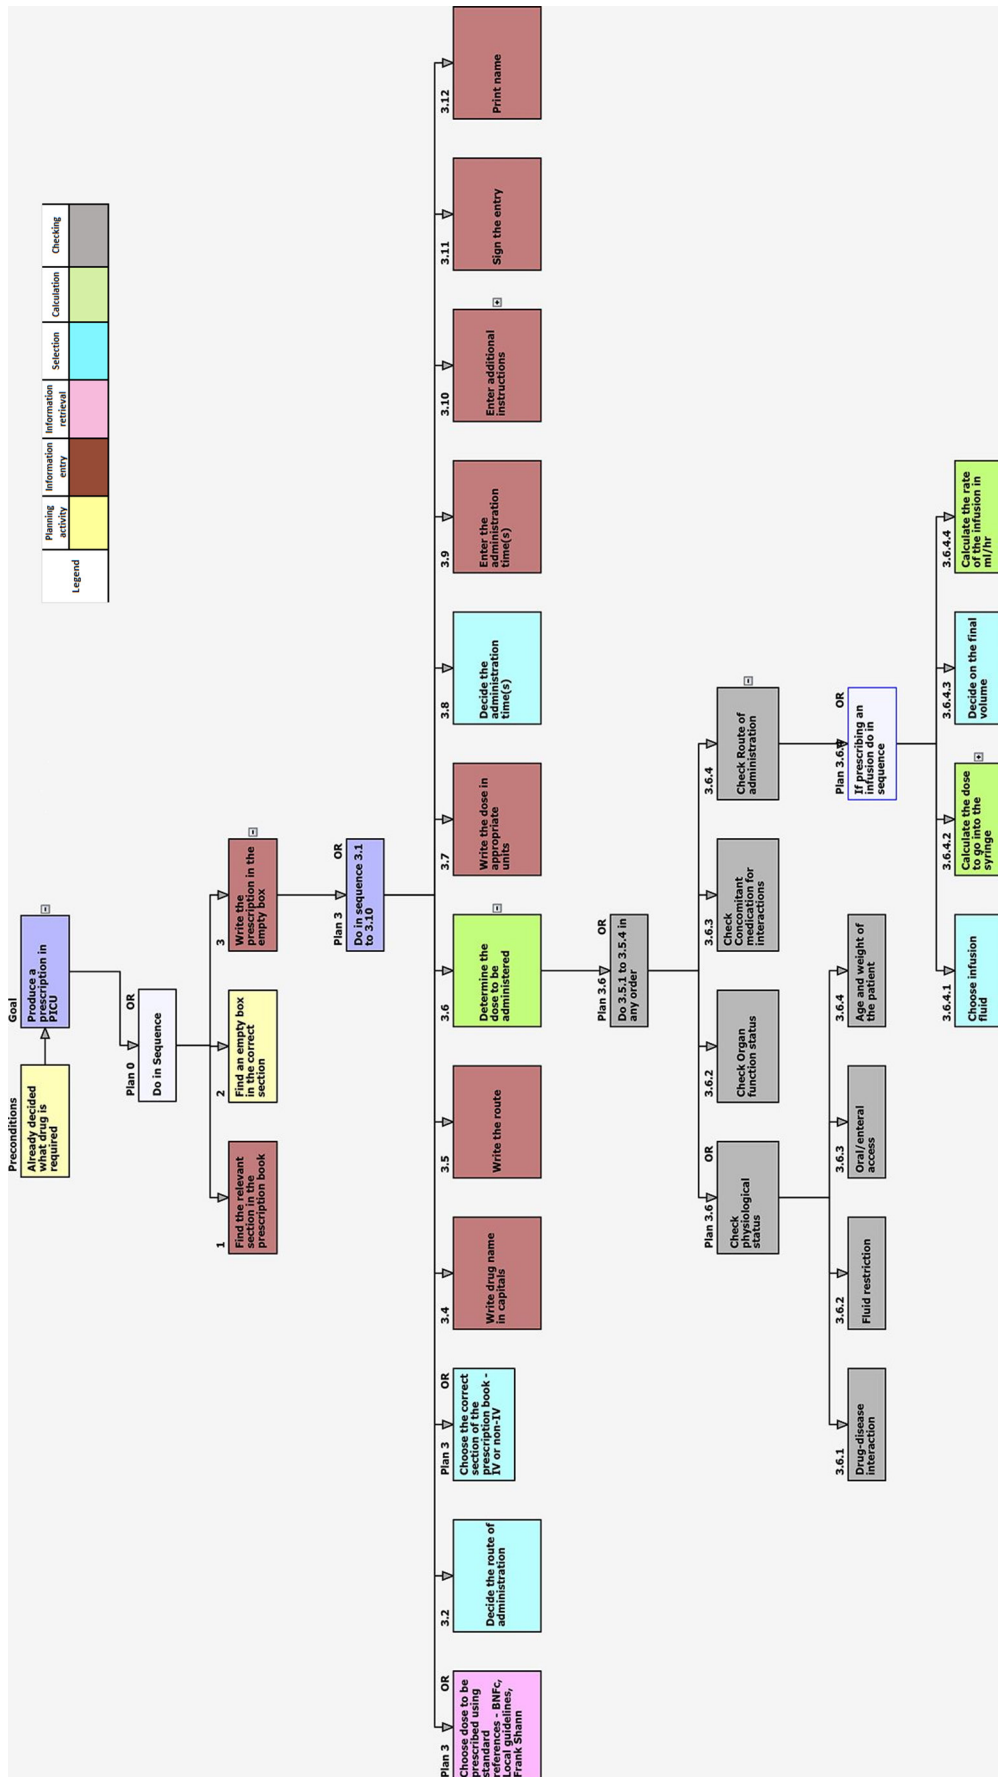 Preconditions
Already decided
what drug is
required
Goal
Produce a
prescription in
PICU
Legend
Planning
activity
Information
entry
Information
retrieval
Selection
Calculation
Checking
Plan 0
OR
Do in Sequence
1
Find the relevant
section in the
prescription book
2
Find an empty box
in the correct
section
3
Write the
prescription in the
empty box
Plan 3
OR
Do in sequence 3.1
to 3.10
Plan 3
OR
Choose dose to be
prescribed using
standard
references - BNFc,
Local guidelines,
Frank Shann
3.2
Decide the route of
administration
Plan 3
OR
Choose the correct
section of the
prescription book -
IV or non-IV
3.4
Write drug name
in capitals
3.5
Write the route
3.6
Determine the
dose to be
administered
3.7
Write the dose in
appropriate
units
3.8
Decide the
administration
time(s)
3.9
Enter the
administration
time(s)
3.10
Enter additional
instructions
3.11
Sign the entry
3.12
Print name
Plan 3.6
OR
Do 3.5.1 to 3.5.4 in
any order
Plan 3.6
OR
Check
physiological
status
3.6.2
Check Organ
function status
3.6.3
Check
Concomitant
medication for
interactions
3.6.4
Check Route of
administration
3.6.1
Drug-disease
interaction
3.6.2
Fluid restriction
3.6.3
Oral/enteral
access
3.6.4
Age and weight of
the patient
Plan 3.6.
OR
If prescribing an
infusion do in
sequence
3.6.4.1
Choose infusion
fluid
3.6.4.2
Calculate the dose
to go into the
syringe
3.6.4.3
Decide on the final
volume
3.6.4.4
Calculate the rate
of the infusion in
ml/hr